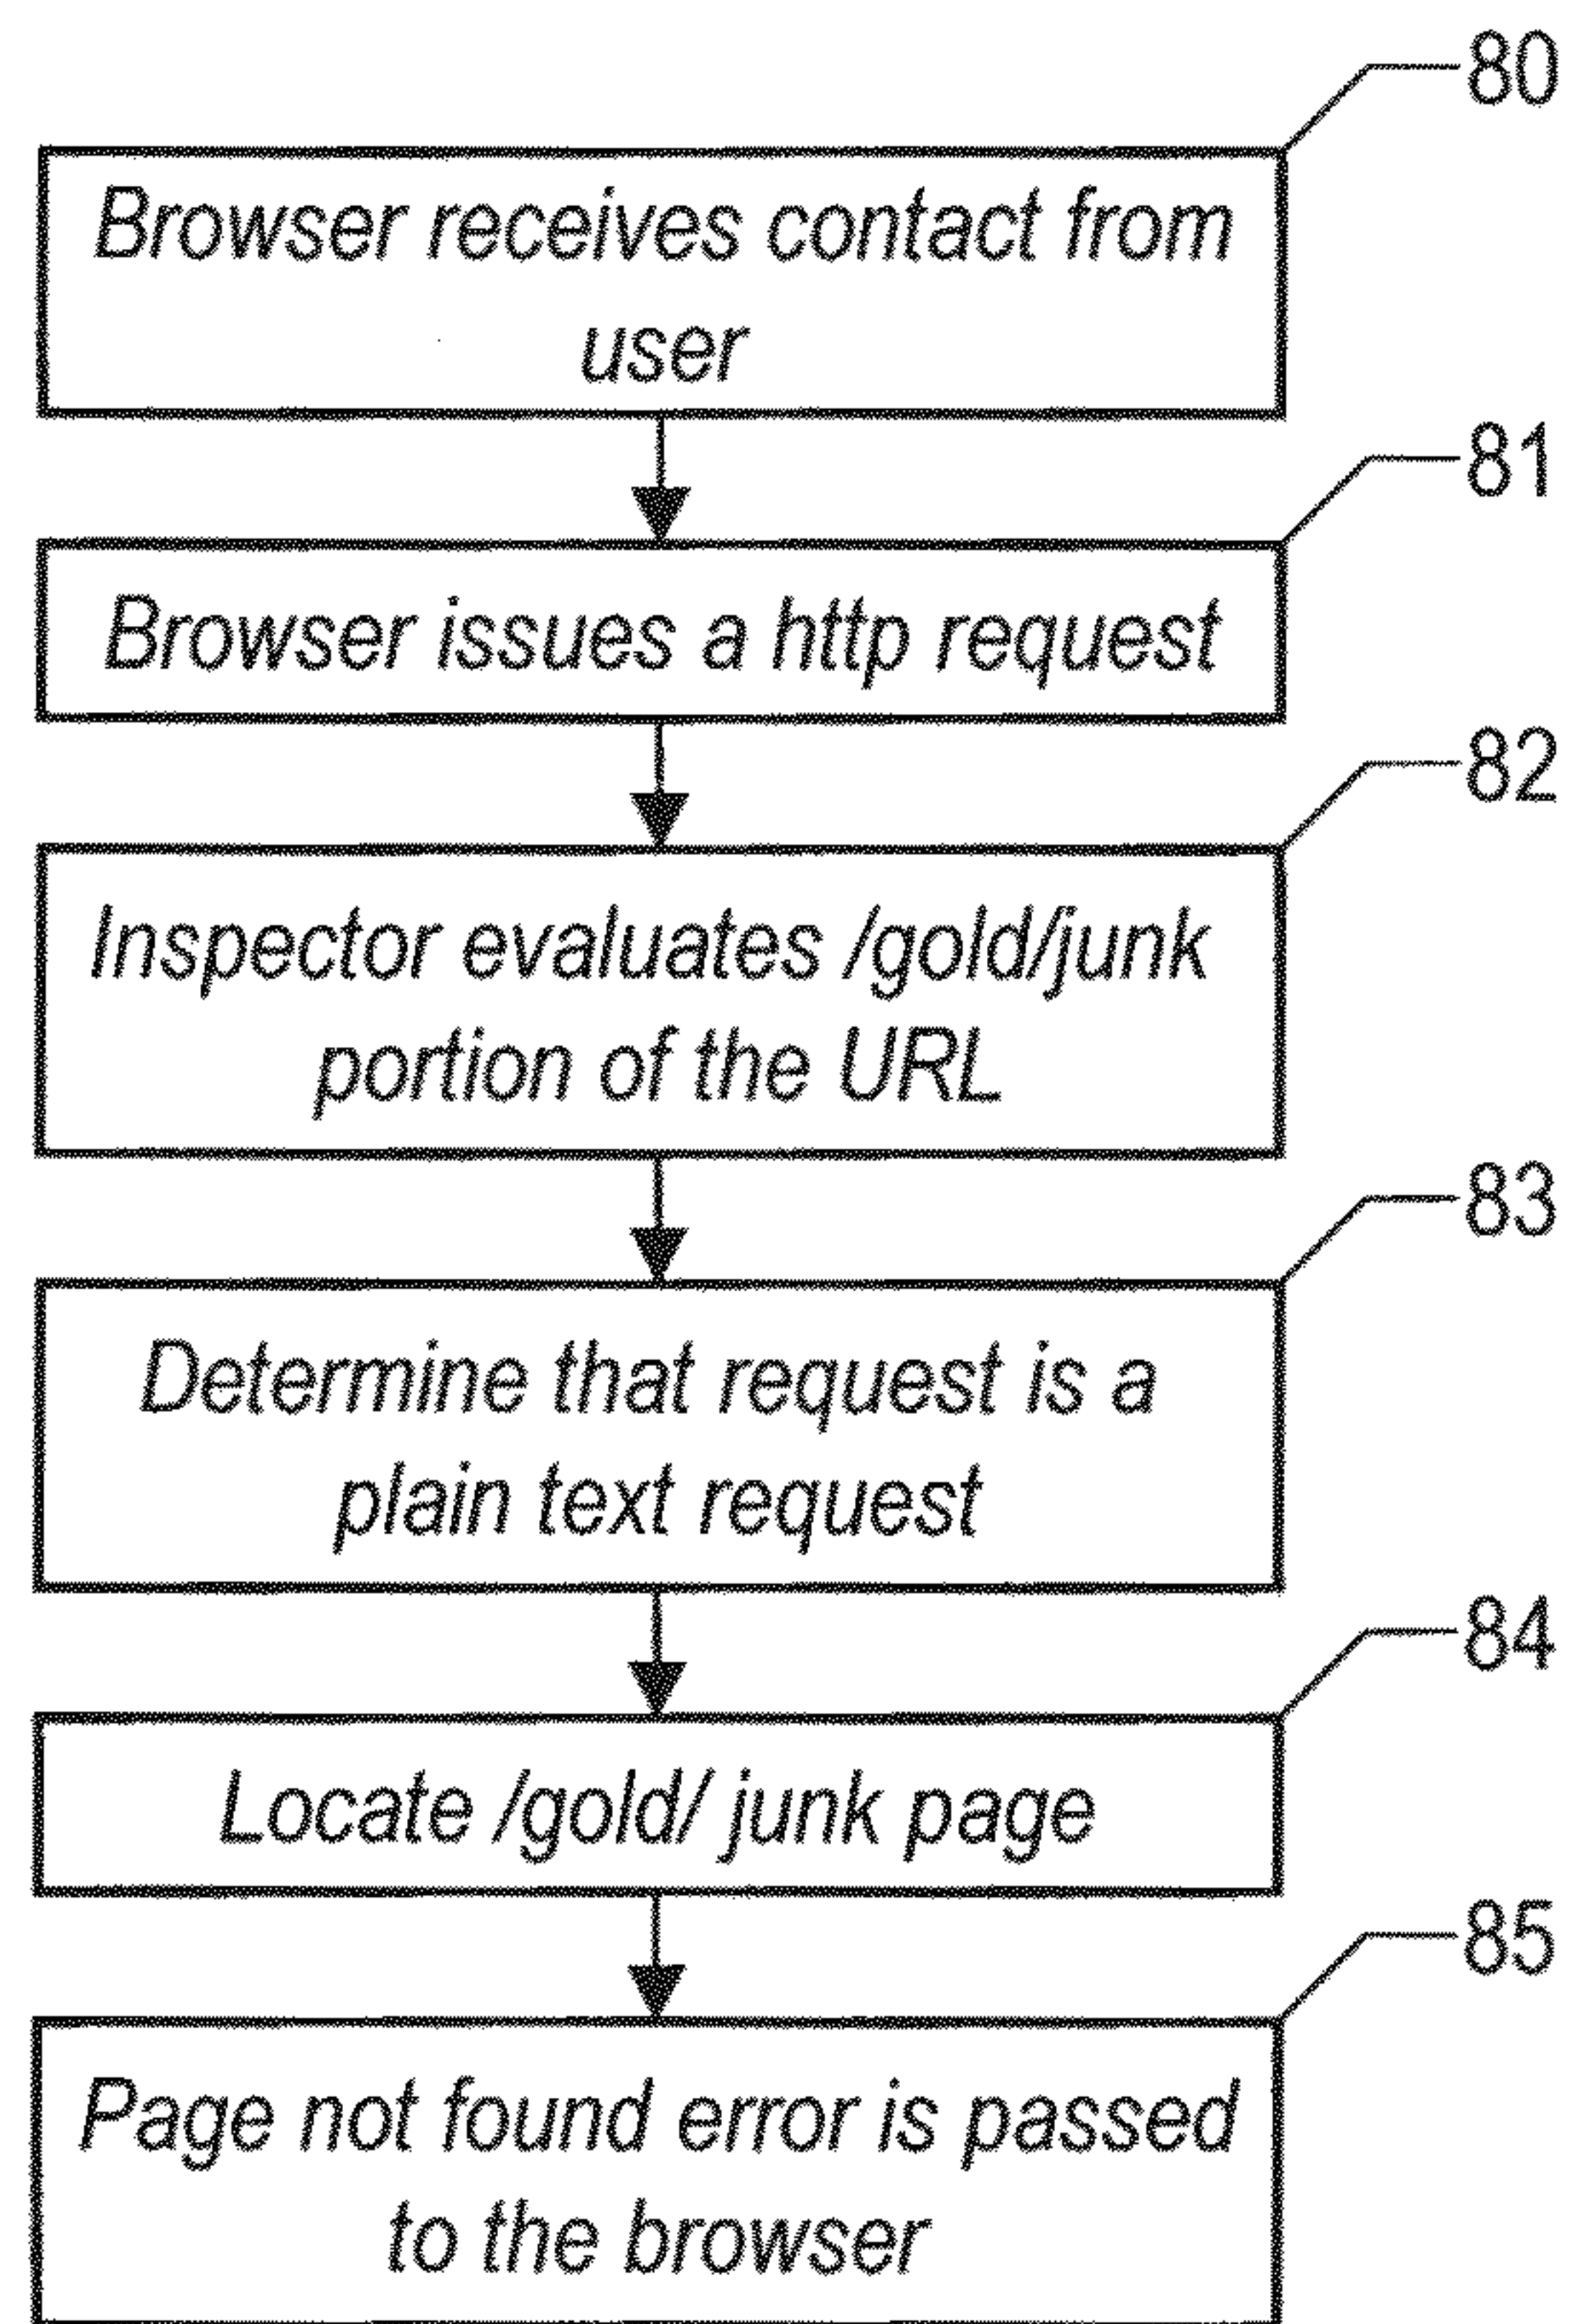 80
Browser receives contact from
user
81
Browser issues a http request
82
Inspector evaluates /gold/junk
portion of the URL
83
Determine that request is a
plain text request
84
Locate /gold/ junk page
85
Page not found error is passed
to the browser